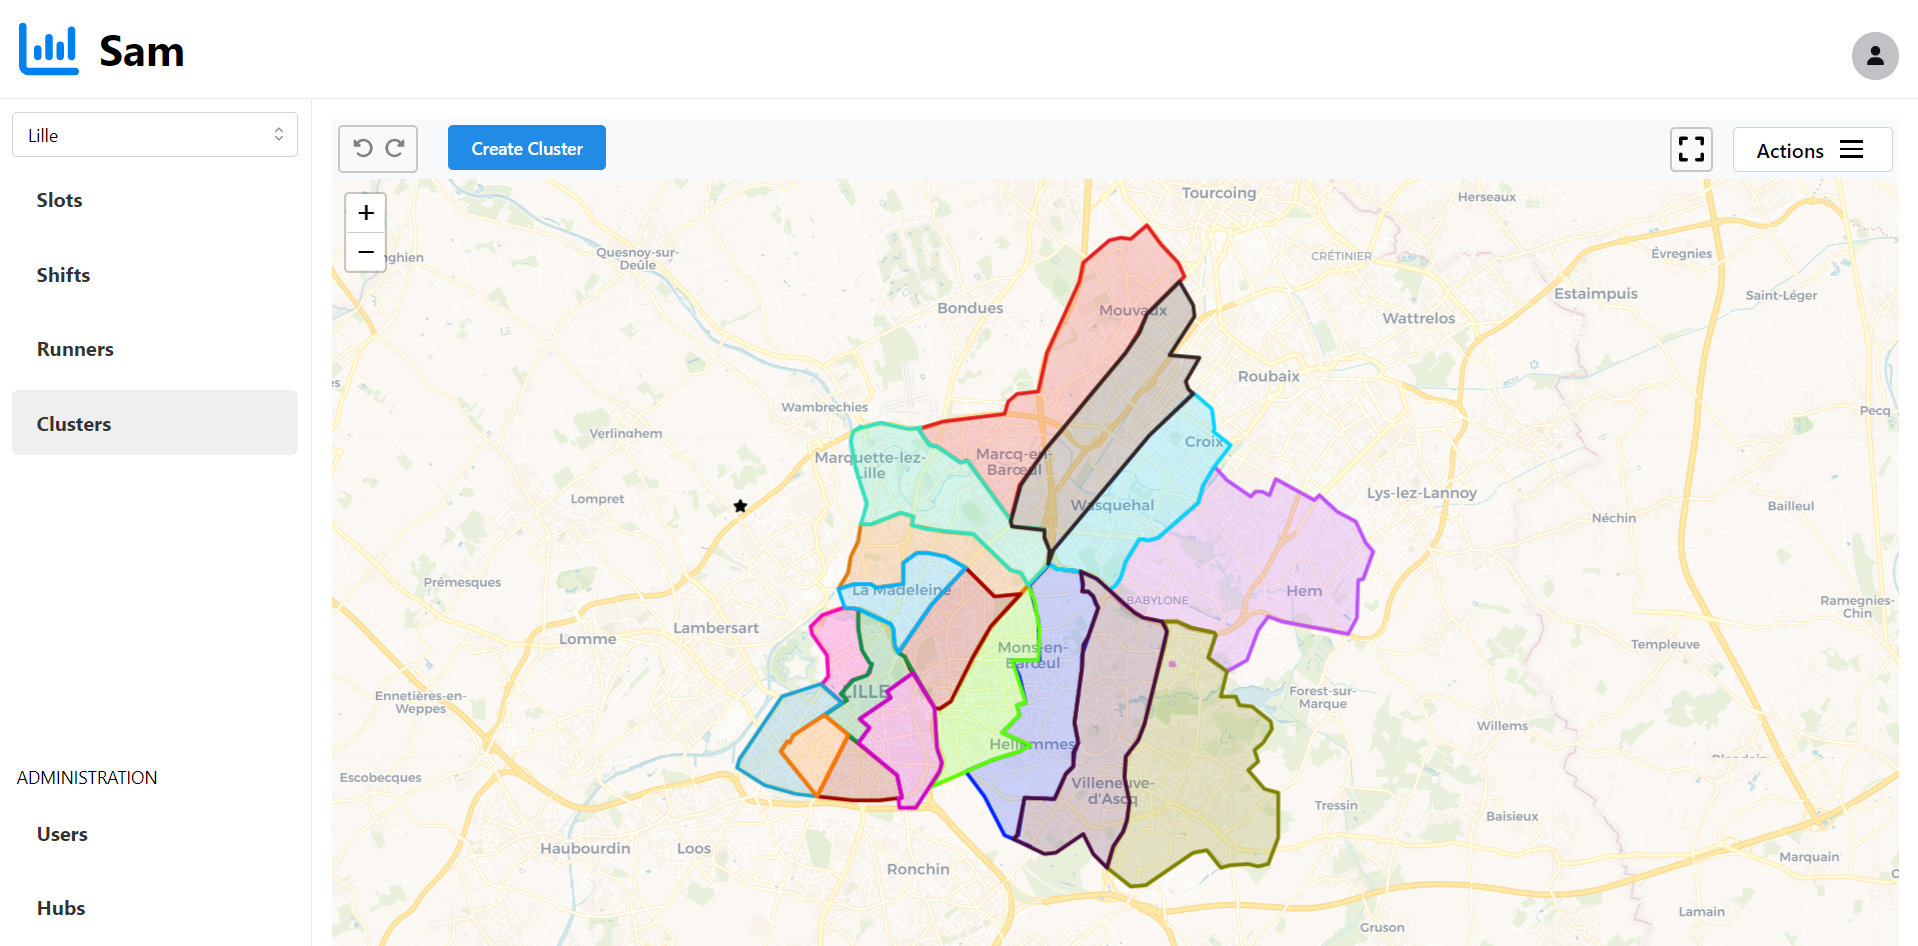 Sam
Lille
Slots
Shifts
Runners
Clusters
ADMINISTRATION
Users
Hubs
Create Cluster
Actions
+
−
Tourcoing
Herseaux
Quesnoy-sur-
Deûle
CRÉTINIER
Évregnies
Estaimpuis
Saint-Léger
Bondues
Mouvaux
Wattrelos
Roubaix
Wambrechies
Pecq
Verlinghem
Croix
Marquette-lez-
Lille
Marcq-en-
Barœul
Lompret
Wasquehal
Lys-lez-Lannoy
Néchin
Bailleul
Prémesques
La Madeleine
BABYLONE
Hem
Ramegnies-
Chin
Lambersart
Lomme
Mons-en-
Barœul
Templeuve
LILLE
Ennetières-en-
Weppes
Forest-sur-
Marque
Willems
Hellemmes
Escobecques
Villeneuve-
d'Ascq
Tressin
Baisieux
Haubourdin
Loos
Ronchin
Marquain
Lamain
Gruson